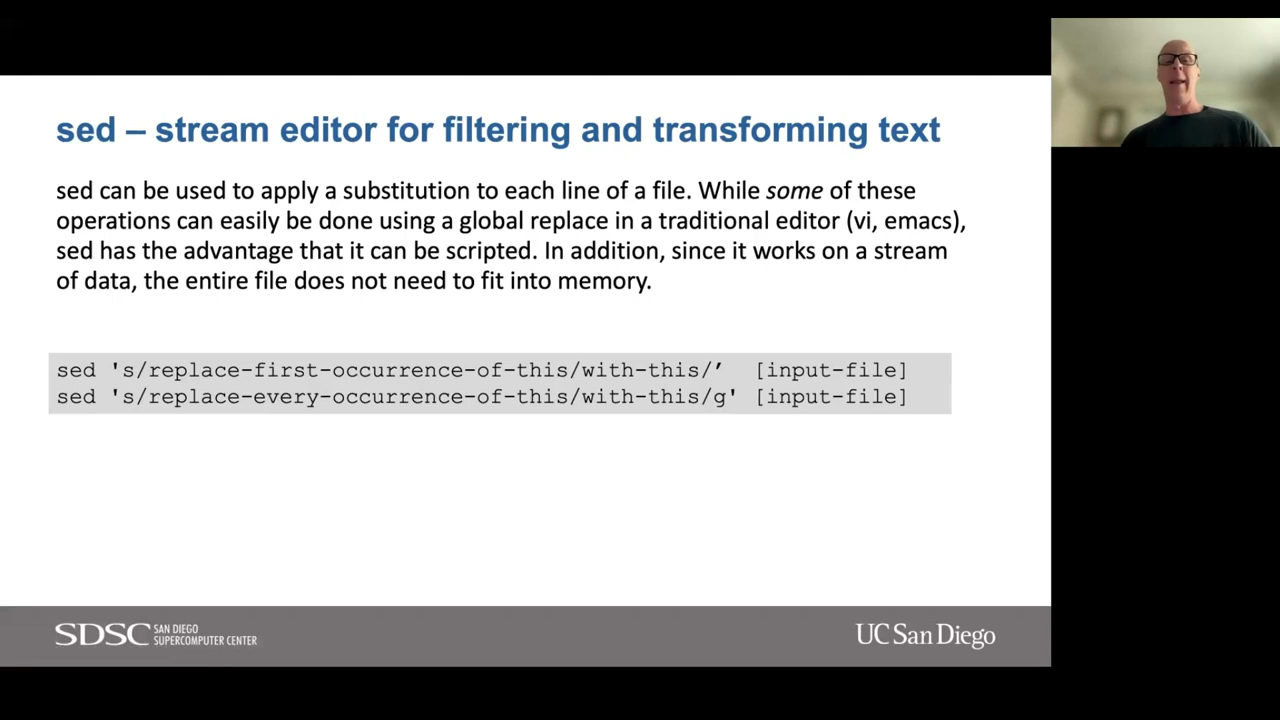 sed – stream editor for filtering and transforming text
sed can be used to apply a substitution to each line of a file. While some of these
operations can easily be done using a global replace in a traditional editor (vi, emacs),
sed has the advantage that it can be scripted. In addition, since it works on a stream
of data, the entire file does not need to fit into memory.
sed 's/replace-first-occurrence-of-this/with-this/’ [input-file]
sed 's/replace-every-occurrence-of-this/with-this/g' [input-file]
SDSC SAN DIEGO
SUPERCOMPUTER CENTER
UC San Diego